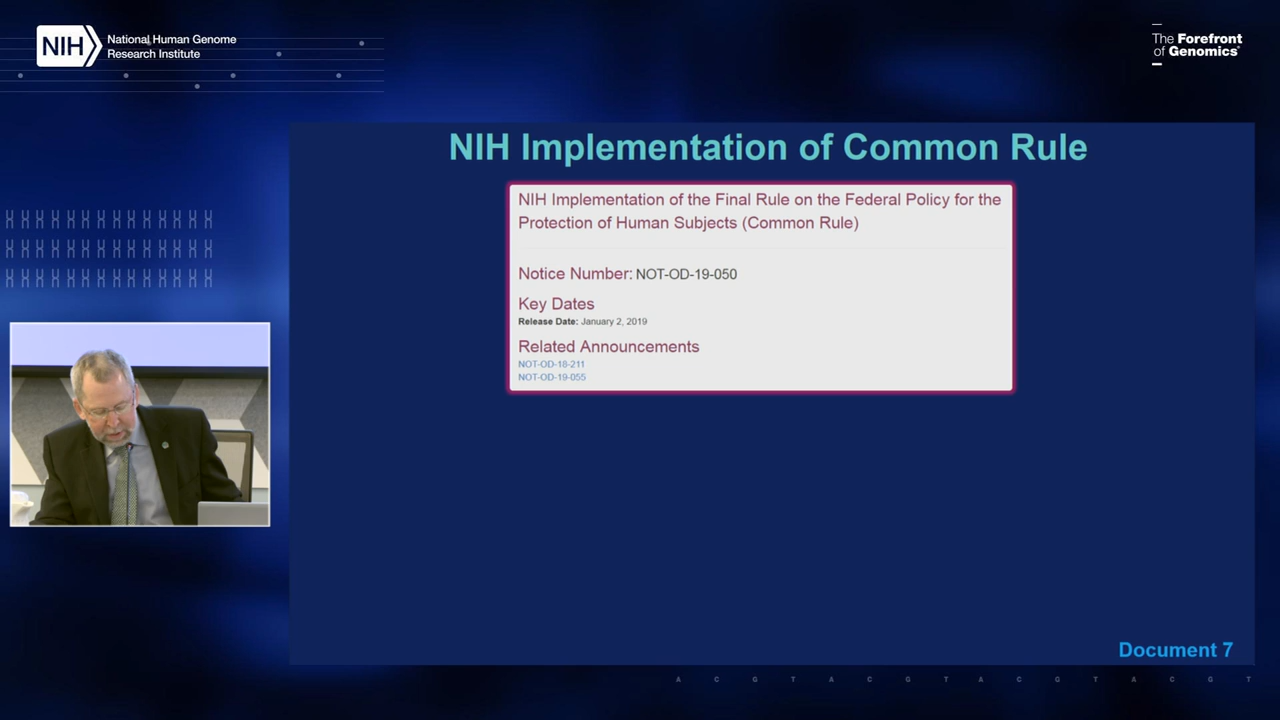 NIH
National Human Genome
Research Institute
The Forefront
of Genomics®
NIH Implementation of Common Rule
NIH Implementation of the Final Rule on the Federal Policy for the
Protection of Human Subjects (Common Rule)
Notice Number: NOT-OD-19-050
Key Dates
Release Date: January 2, 2019
Related Announcements
NOT-OD-18-211
NOT-OD-19-055
Document 7
A C G T A C G T A C G T A C G T